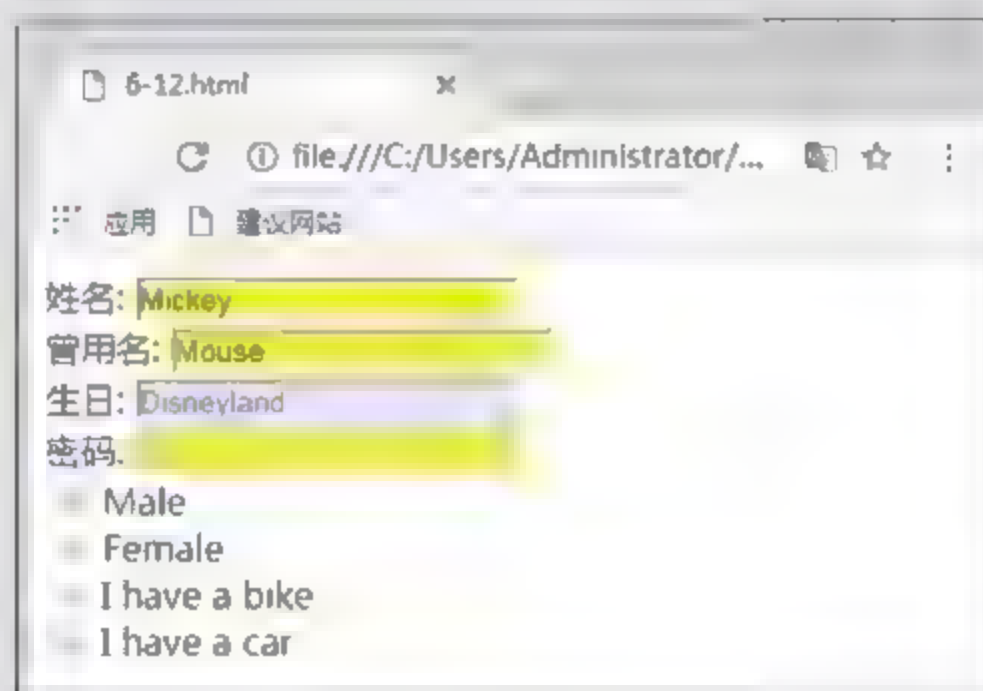 6-12.html
file:///C:/Users/Administrator/...
应用 建议网站
姓名: Mickey
曾用名: Mouse
生日: Disneyland
密码:
Male
Female
I have a bike
I have a car